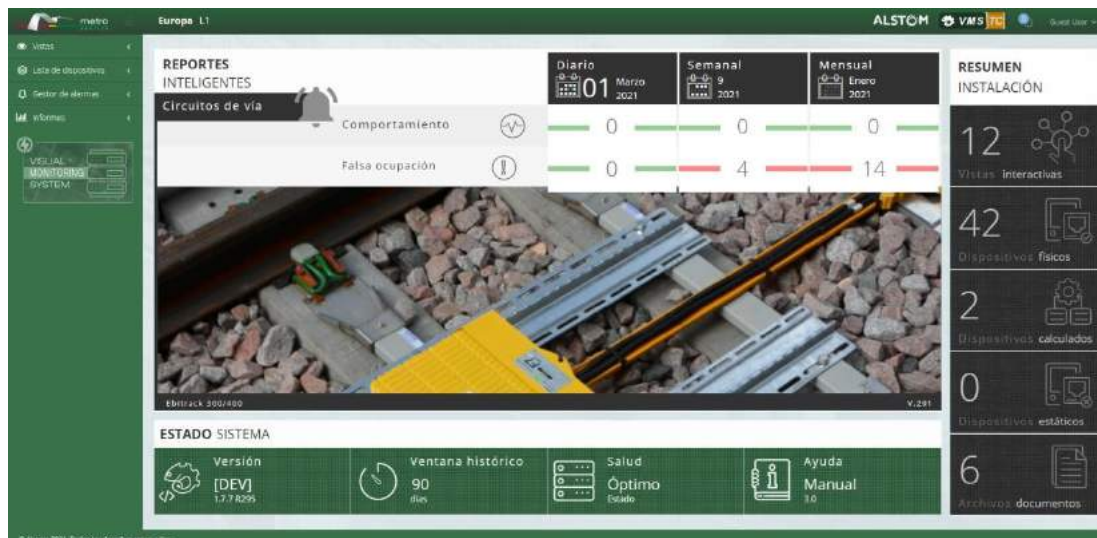 metro
Europa L1
ALSTOM
VMS TC
Guest User
Vistas
Lista de dispositivos
Gestor de alarmas
Informes
VISUAL
MONITORING
SYSTEM
REPORTES
INTELIGENTES
Circuitos de vía
Comportamiento
Falsa ocupación
Diario
01 Marzo
2021
Semanal
9
2021
Mensual
Enero
2021
0 0 0
0 4 14
Ebitrack 300/400
V.201
ESTADO SISTEMA
Versión
[DEV]
1.7.7 R295
Ventana histórico
90
días
Salud
Óptimo
Estado
Ayuda
Manual
3.0
RESUMEN
INSTALACIÓN
12
Vistas interactivas
42
Dispositivos físicos
2
Dispositivos calculados
0
Dispositivos estáticos
6
Archivos documentos